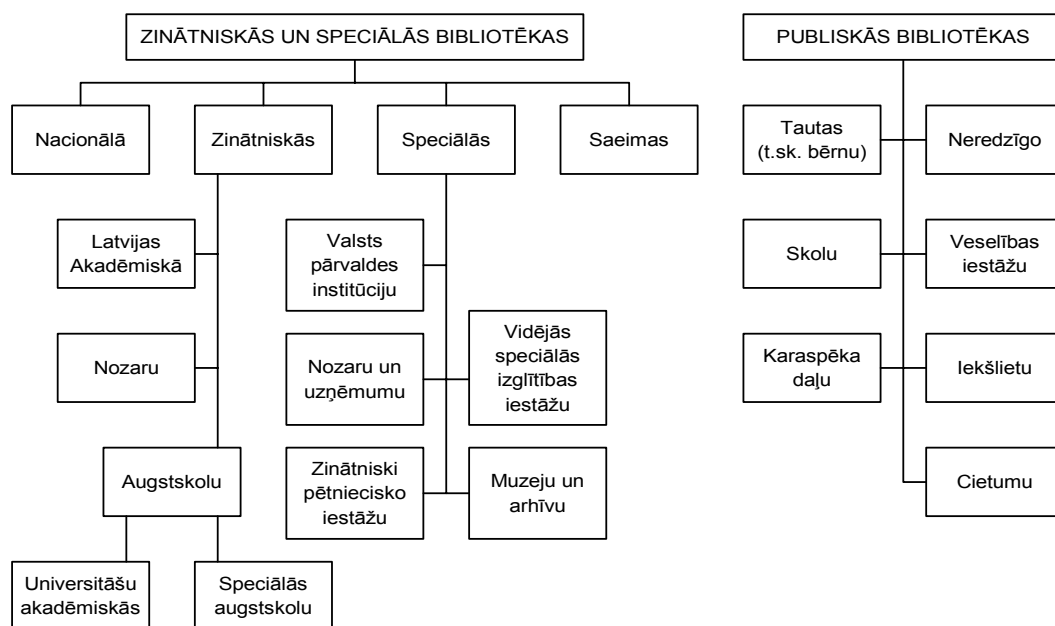 ZINĀTNISKĀS UN SPECIĀLĀS BIBLIOTĒKAS
PUBLISKĀS BIBLIOTĒKAS
Nacionālā
Zinātniskās
Speciālās
Saeimas
Tautas
(t.sk. bērnu)
Neredzīgo
Latvijas
Akadēmiskā
Valsts
pārvaldes
institūciju
Skolu
Veselības
iestāžu
Nozaru
Nozaru un
uzņēmumu
Vidējās
speciālās
izglītības
iestāžu
Karaspēka
daļu
Iekšlietu
Augstskolu
Zinātniski
pētniecisko
iestāžu
Muzeju un
arhīvu
Cietumu
Universitāšu
akadēmiskās
Speciālās
augstskolu